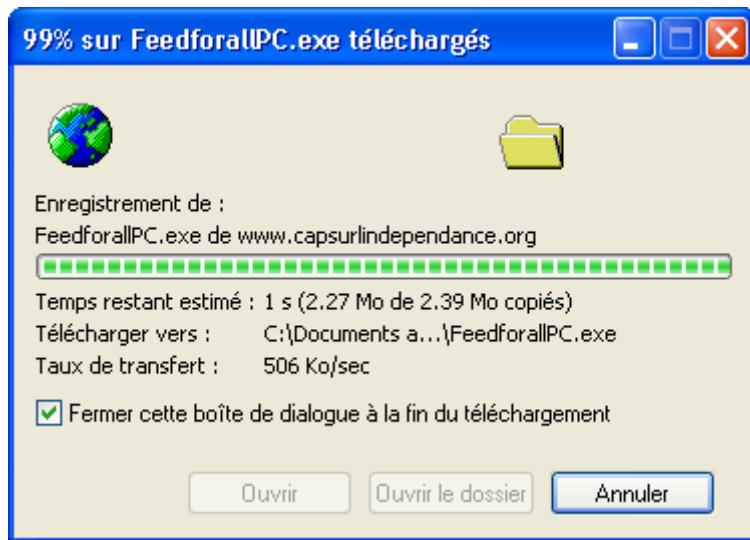 99% sur FeedforallPC.exe téléchargés
Enregistrement de :
FeedforallPC.exe de www.capsurlindependance.org
Temps restant estimé : 1 s (2.27 Mo de 2.39 Mo copiés)
Télécharger vers : C:\Documents a...\FeedforallPC.exe
Taux de transfert : 506 Ko/sec
Fermer cette boîte de dialogue à la fin du téléchargement
Ouvrir Ouvrir le dossier Annuler